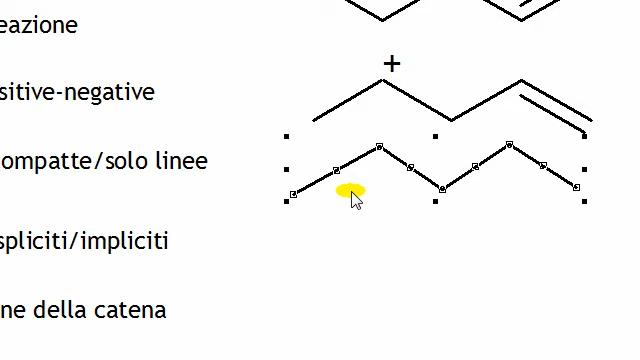 eazione
+
sitive-negative
ompatte/solo linee
spliciti/impliciti
ne della catena